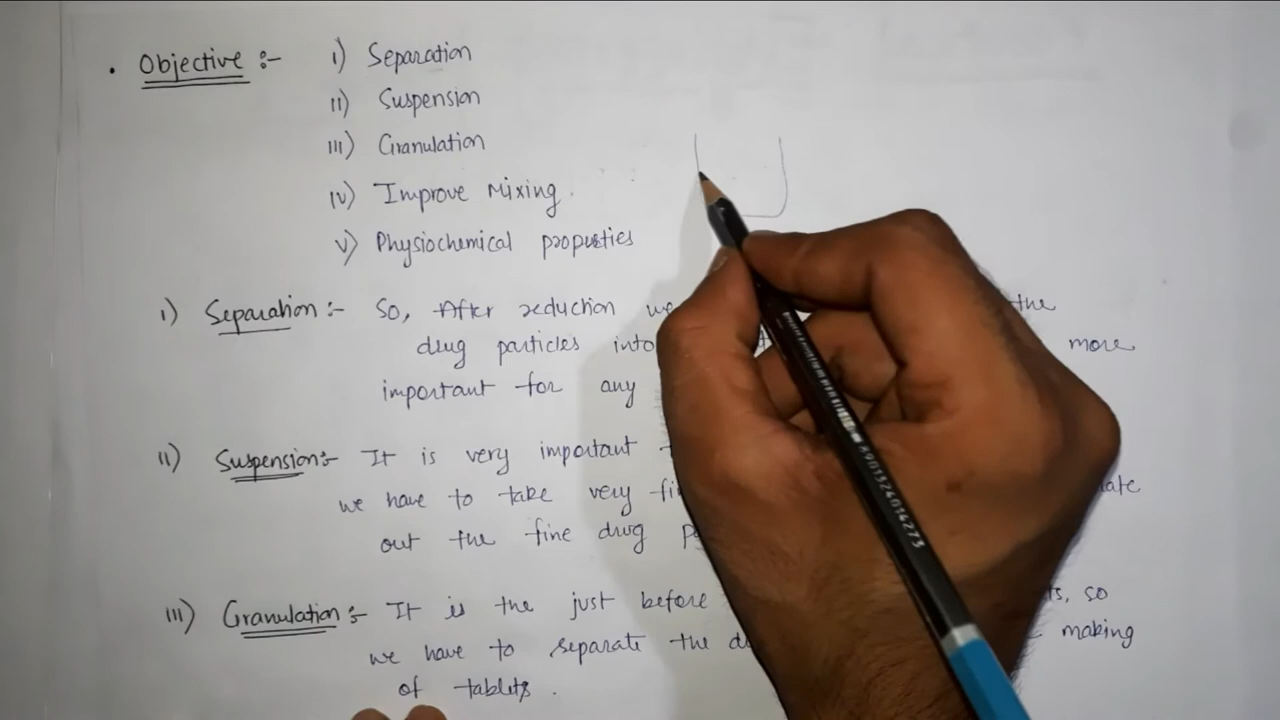 . Objective :- i) Separation
ii) Suspension
iii) Granulation
iv) Improve Mixing.
v) Physiochemical properties
i) Separation :- So, After reduction we the
drug particles into more
important for any
ii) Suspension :- It is very important
we have to take very
out the fine drug
iii) Granulation :- It is the just before so
we have to separate the making
of tablets.
6901324014273